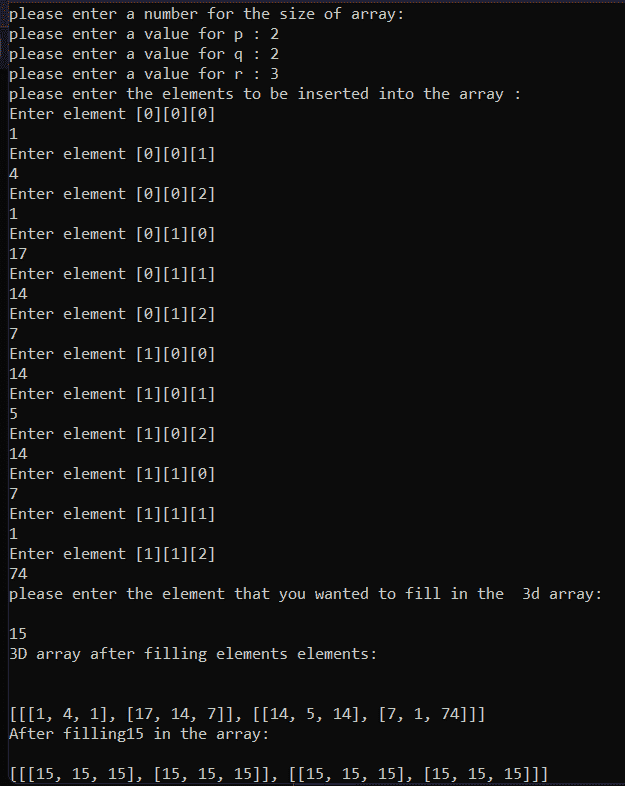 please enter a number for the size of array:
please enter a value for p : 2
please enter a value for q : 2
please enter a value for r : 3
please enter the elements to be inserted into the array :
Enter element [0][0][0]
1
Enter element [0][0][1]
4
Enter element [0][0][2]
1
Enter element [0][1][0]
17
Enter element [0][1][1]
14
Enter element [0][1][2]
7
Enter element [1][0][0]
14
Enter element [1][0][1]
5
Enter element [1][0][2]
14
Enter element [1][1][0]
7
Enter element [1][1][1]
1
Enter element [1][1][2]
74
please enter the element that you wanted to fill in the  3d array:
15
3D array after filling elements elements:
[[[1, 4, 1], [17, 14, 7]], [[14, 5, 14], [7, 1, 74]]]
After filling15 in the array:
[[[15, 15, 15], [15, 15, 15]], [[15, 15, 15], [15, 15, 15]]]